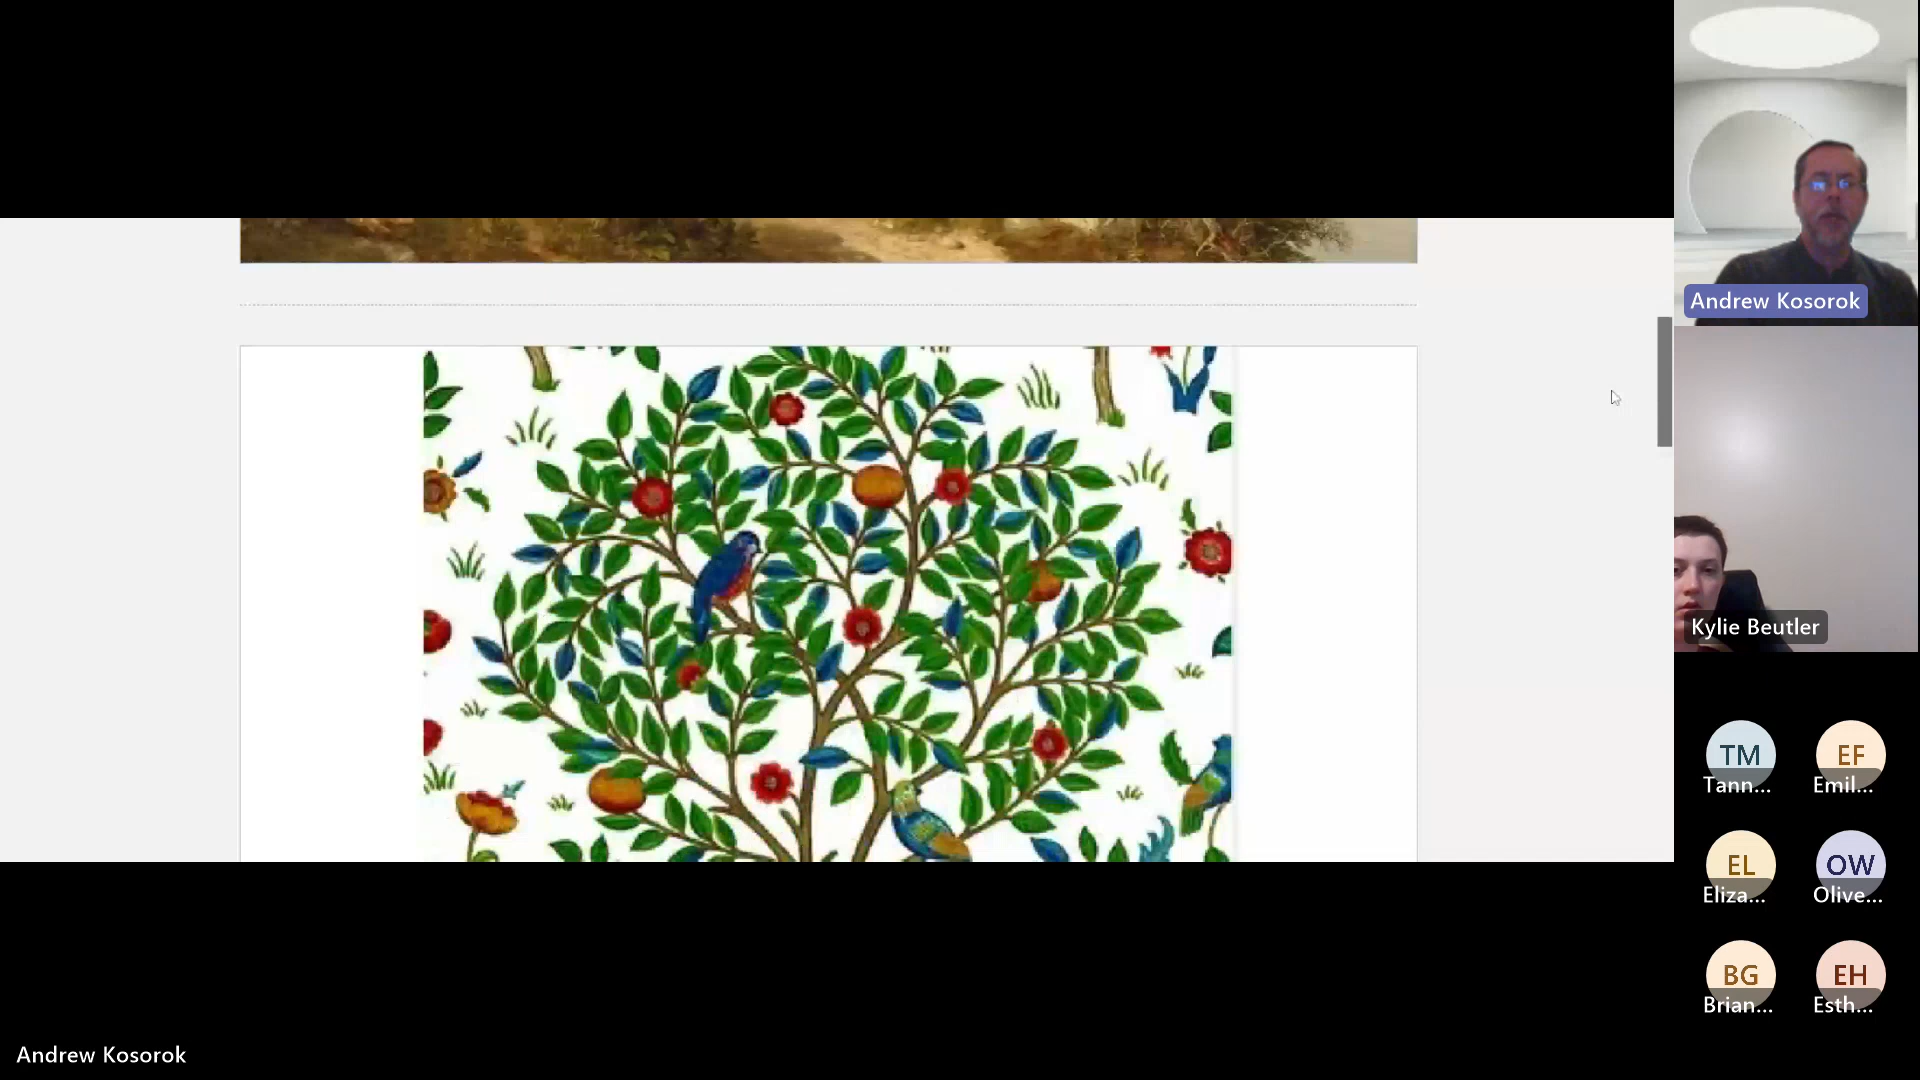 Andrew Kosorok
Kylie Beutler
TM
Tann...
EF
Emil...
EL
Eliza...
OW
Olive...
BG
Brian...
EH
Esth...
Andrew Kosorok